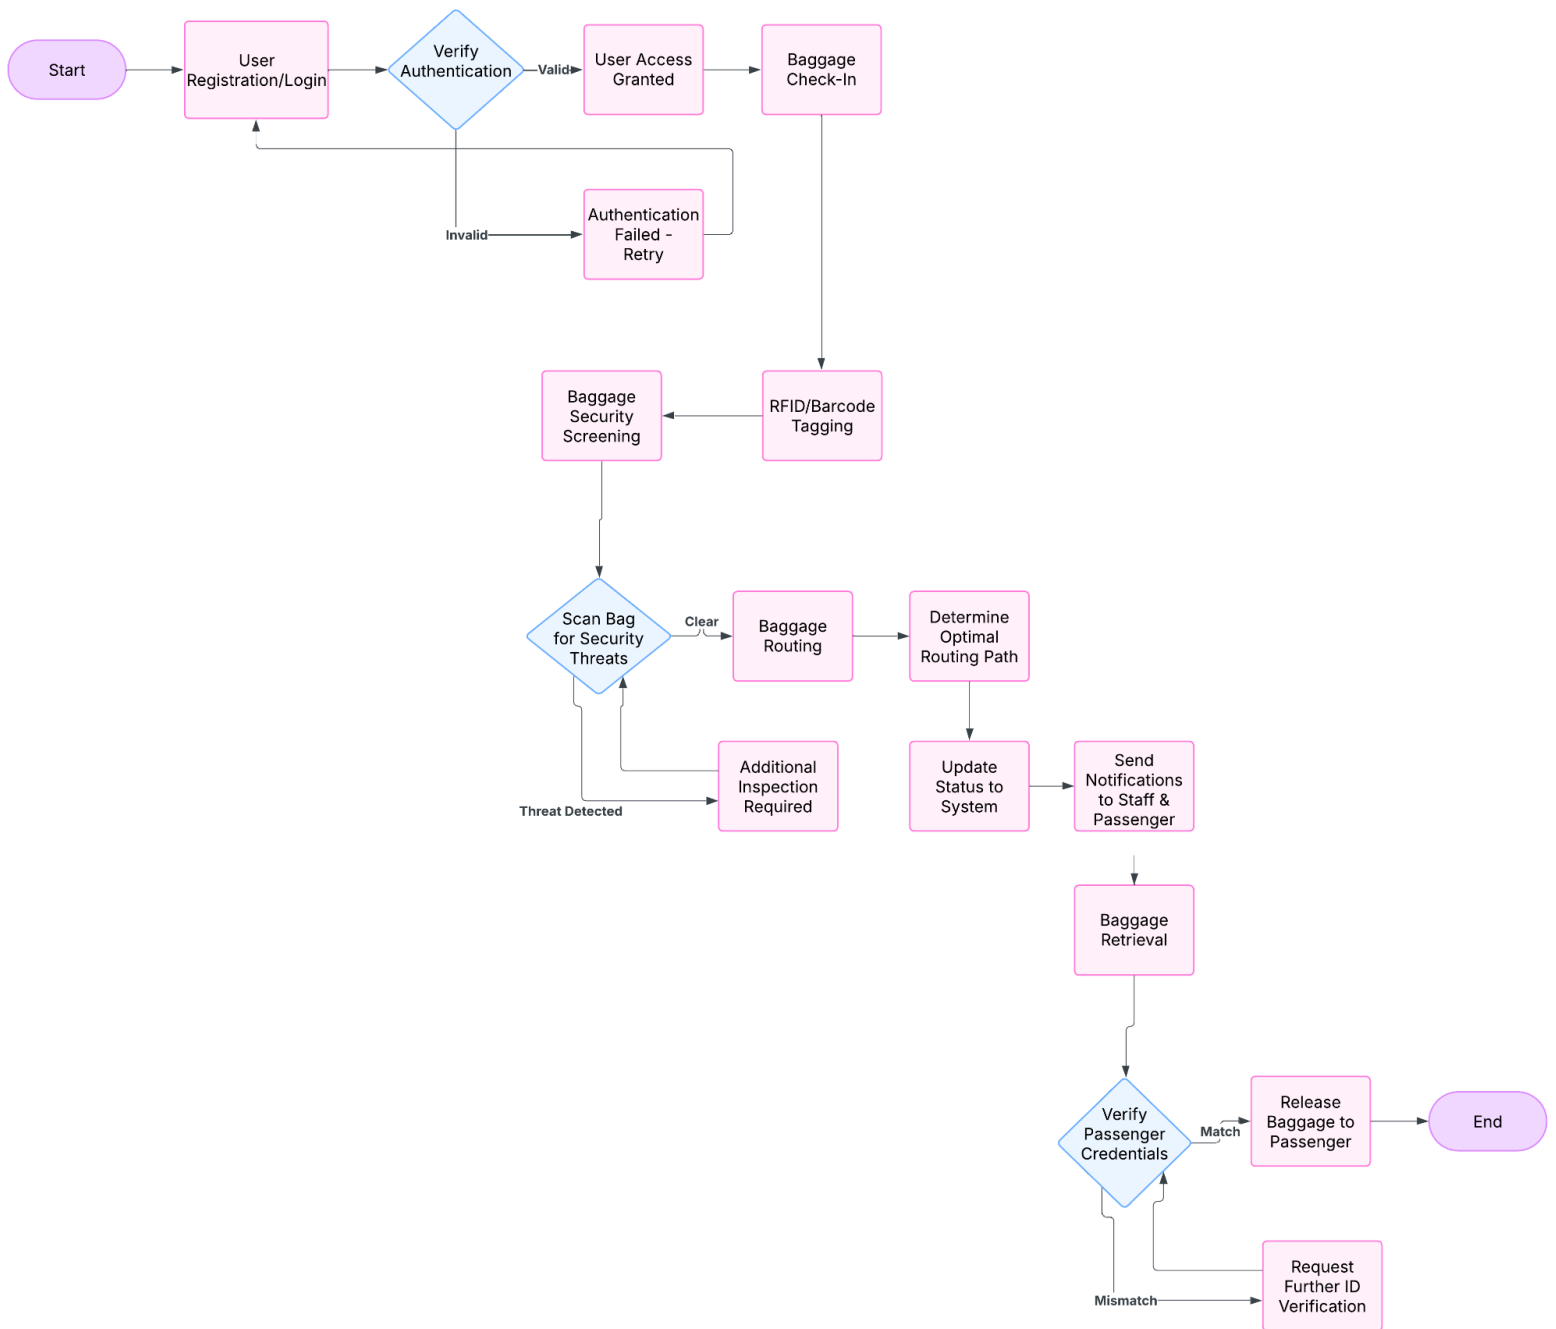 Start
User
Registration/Login
Verify
Authentication
Valid
User Access
Granted
Baggage
Check-In
Invalid
Authentication
Failed -
Retry
Baggage
Security
Screening
RFID/Barcode
Tagging
Scan Bag
for Security
Threats
Clear
Baggage
Routing
Determine
Optimal
Routing Path
Threat Detected
Additional
Inspection
Required
Update
Status to
System
Send
Notifications
to Staff &
Passenger
Baggage
Retrieval
Verify
Passenger
Credentials
Match
Release
Baggage to
Passenger
End
Mismatch
Request
Further ID
Verification